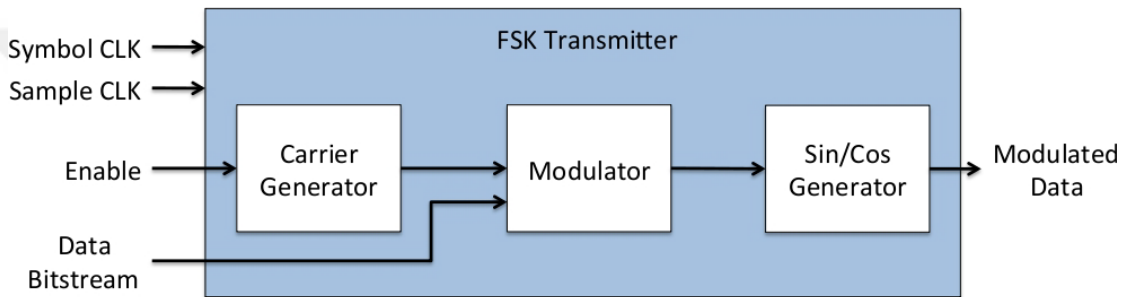 FSK Transmitter
Symbol CLK
Sample CLK
Enable
Data
Bitstream
Carrier
Generator
Modulator
Sin/Cos
Generator
Modulated
Data